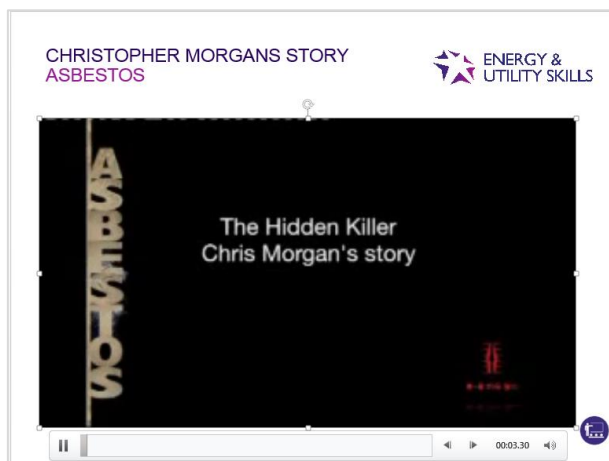 CHRISTOPHER MORGANS STORY
ASBESTOS
ENERGY &
UTILITY SKILLS
ASBESTOS
The Hidden Killer
Chris Morgan's story
00:03.30